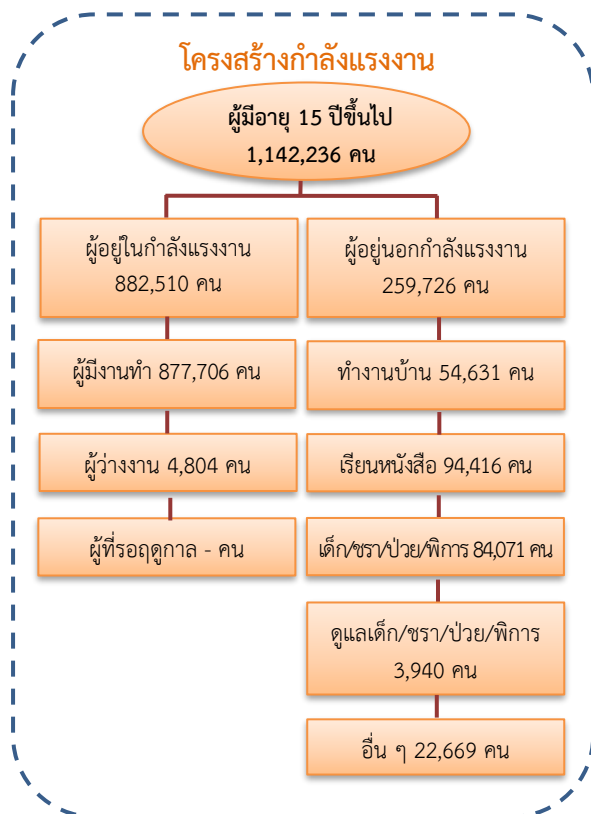 โครงสร้างกำลังแรงงาน
ผู้มีอายุ 15 ปีขึ้นไป
1,142,236 คน
ผู้อยู่ในกำลังแรงงาน
882,510 คน
ผู้อยู่นอกกำลังแรงงาน
259,726 คน
ผู้มีงานทำ 877,706 คน
ทำงานบ้าน 54,631 คน
ผู้ว่างงาน 4,804 คน
เรียนหนังสือ 94,416 คน
ผู้ที่รอฤดูกาล - คน
เด็ก/ชรา/ป่วย/พิการ 84,071 คน
ดูแลเด็ก/ชรา/ป่วย/พิการ
3,940 คน
อื่น ๆ 22,669 คน